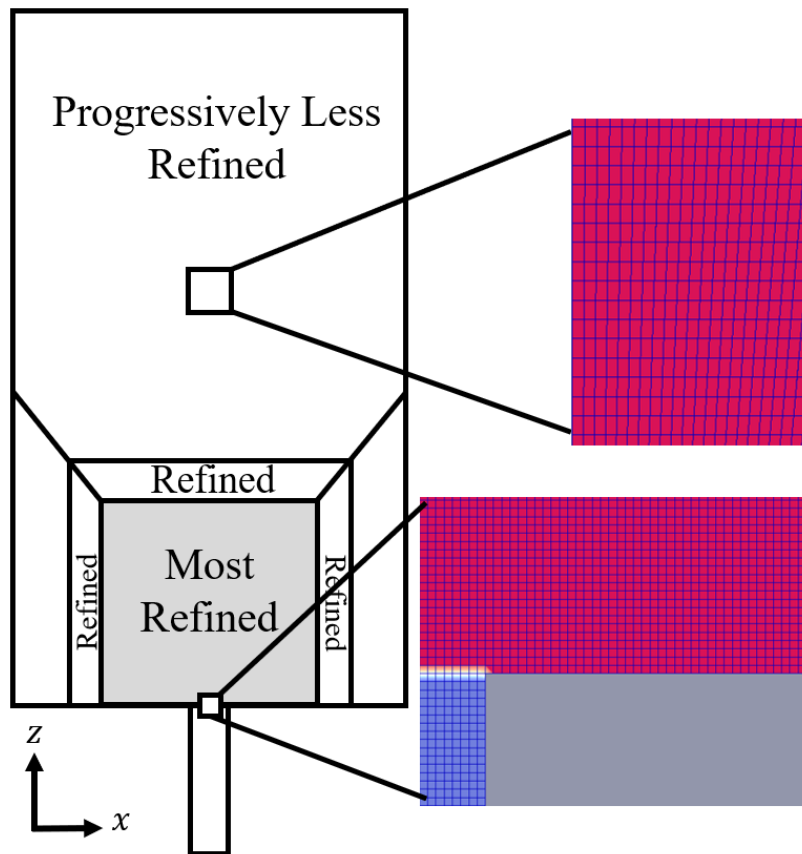 Progressively Less
Refined
Refined
Refined
Most
Refined
Refined
z
x